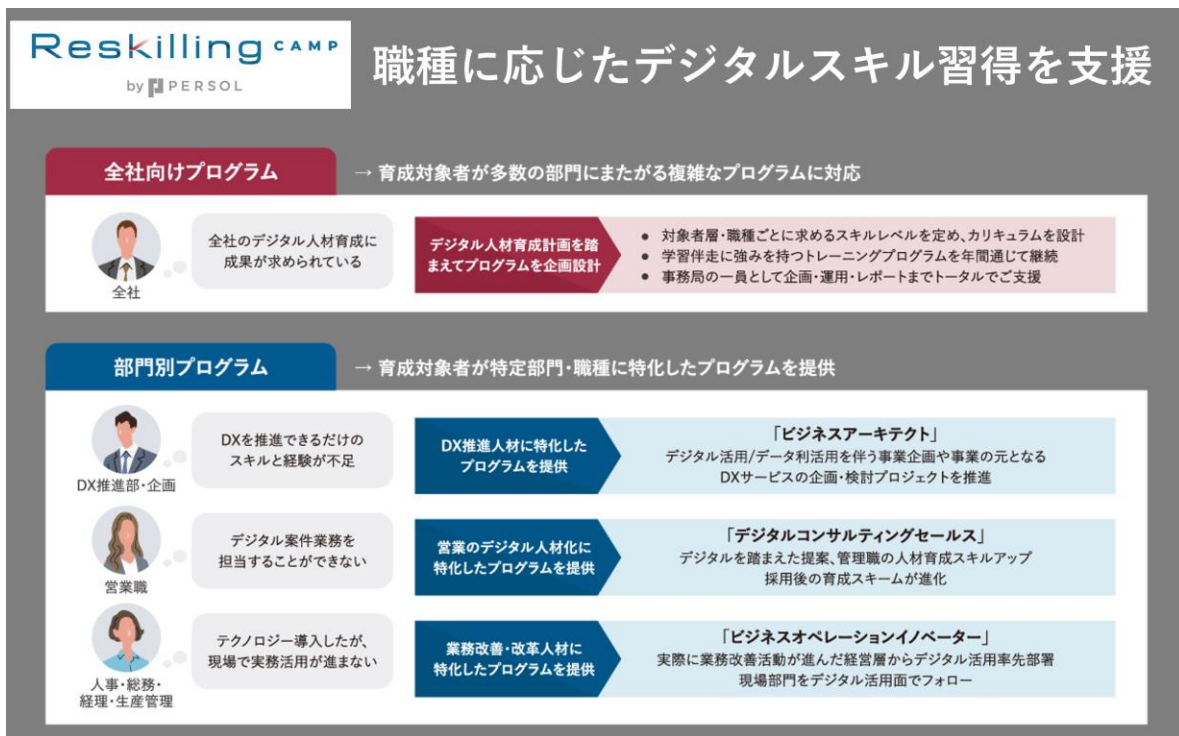 Reskilling CAMP
by PERSOL
職種に応じたデジタルスキル習得を支援
全社向けプログラム
→ 育成対象者が多数の部門にまたがる複雑なプログラムに対応
全社
全社のデジタル人材育成に
成果が求められている
デジタル人材育成計画を踏
まえてプログラムを企画設計
● 対象者層・職種ごとに求めるスキルレベルを定め、カリキュラムを設計
● 学習伴走に強みを持つトレーニングプログラムを年間通じて継続
● 事務局の一員として企画・運用・レポートまでトータルでご支援
部門別プログラム
→ 育成対象者が特定部門・職種に特化したプログラムを提供
DX推進部・企画
DXを推進できるだけの
スキルと経験が不足
DX推進人材に特化した
プログラムを提供
「ビジネスアーキテクト」
デジタル活用/データ利活用を伴う事業企画や事業の元となる
DXサービスの企画・検討プロジェクトを推進
営業職
デジタル案件業務を
担当することができない
営業のデジタル人材化に
特化したプログラムを提供
「デジタルコンサルティングセールス」
デジタルを踏まえた提案、管理職の人材育成スキルアップ
採用後の育成スキームが進化
人事・総務・
経理・生産管理
テクノロジー導入したが、
現場で実務活用が進まない
業務改善・改革人材に
特化したプログラムを提供
「ビジネスオペレーションイノベーター」
実際に業務改善活動が進んだ経営層からデジタル活用率先部署
現場部門をデジタル活用面でフォロー